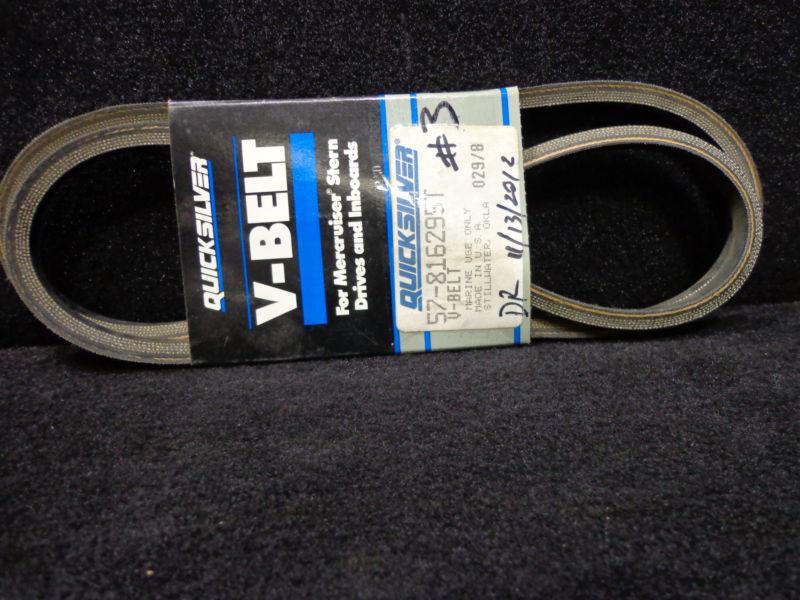 QUICKSILVER
V-BELT
For Mercruiser® Stern
Drives and Inboards
QUICKSILVER
57-816295T
V-BELT
MARINE USE ONLY
MADE IN U.S.A.
STILLWATER, OKLA 029/8
#3
DR 11/13/2012